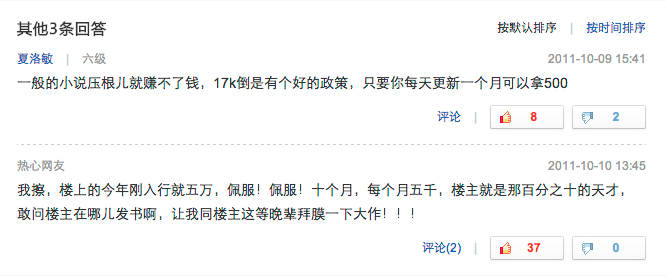 其他3条回答
按默认排序 | 按时间排序
夏洛敏 | 六级 2011-10-09 15:41
一般的小说压根儿就赚不了钱，17k倒是有个好的政策，只要你每天更新一个月可以拿500
评论 | 8 2
热心网友 2011-10-10 13:45
我擦，楼上的今年刚入行就五万，佩服！佩服！十个月，每个月五千，楼主就是那百分之十的天才，
敢问楼主在哪儿发书啊，让我同楼主这等晚辈拜膜一下大作！！！
评论(2) | 37 0